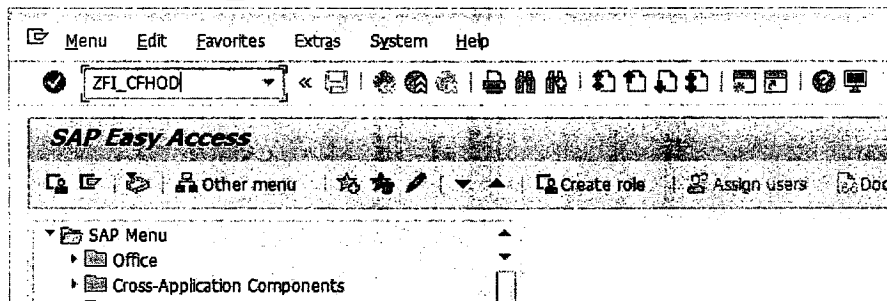 Menu Edit Favorites Extras System Help
ZFI_CFHOD
SAP Easy Access
Other menu Create role Assign users Doc
SAP Menu
Office
Cross-Application Components